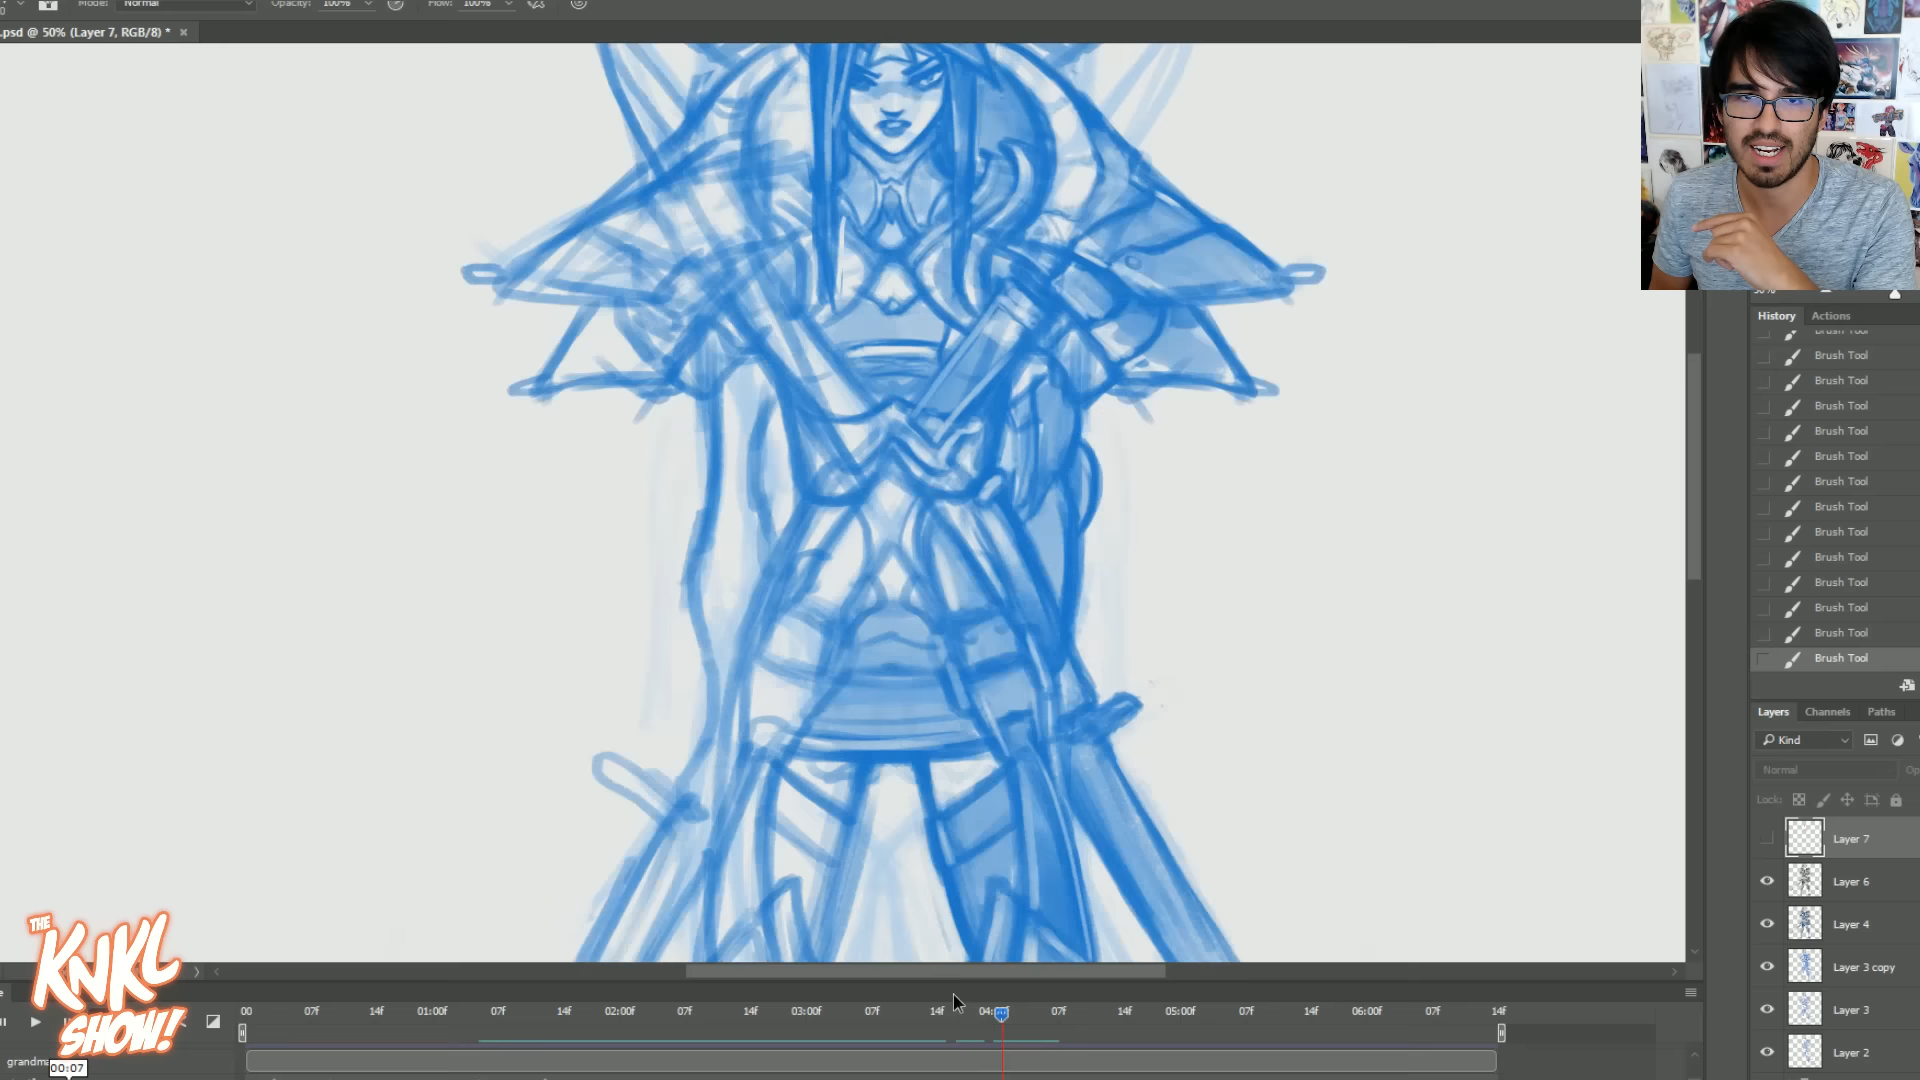 Mode: Normal Opacity: 100% Flow: 100%
.psd @ 50% (Layer 7, RGB/8) *
History Actions
Brush Tool
Brush Tool
Brush Tool
Brush Tool
Brush Tool
Brush Tool
Brush Tool
Brush Tool
Brush Tool
Brush Tool
Brush Tool
Brush Tool
Brush Tool
Brush Tool
Layers Channels Paths
Kind
Normal Op
Lock:
Layer 7
Layer 6
Layer 4
Layer 3 copy
Layer 3
Layer 2
THE
KNKL
SHOW!
00 07f 14f 01:00f 07f 14f 02:00f 07f 14f 03:00f 07f 14f 07f 14f 05:00f 07f 14f 06:00f 07f 14f
00:07